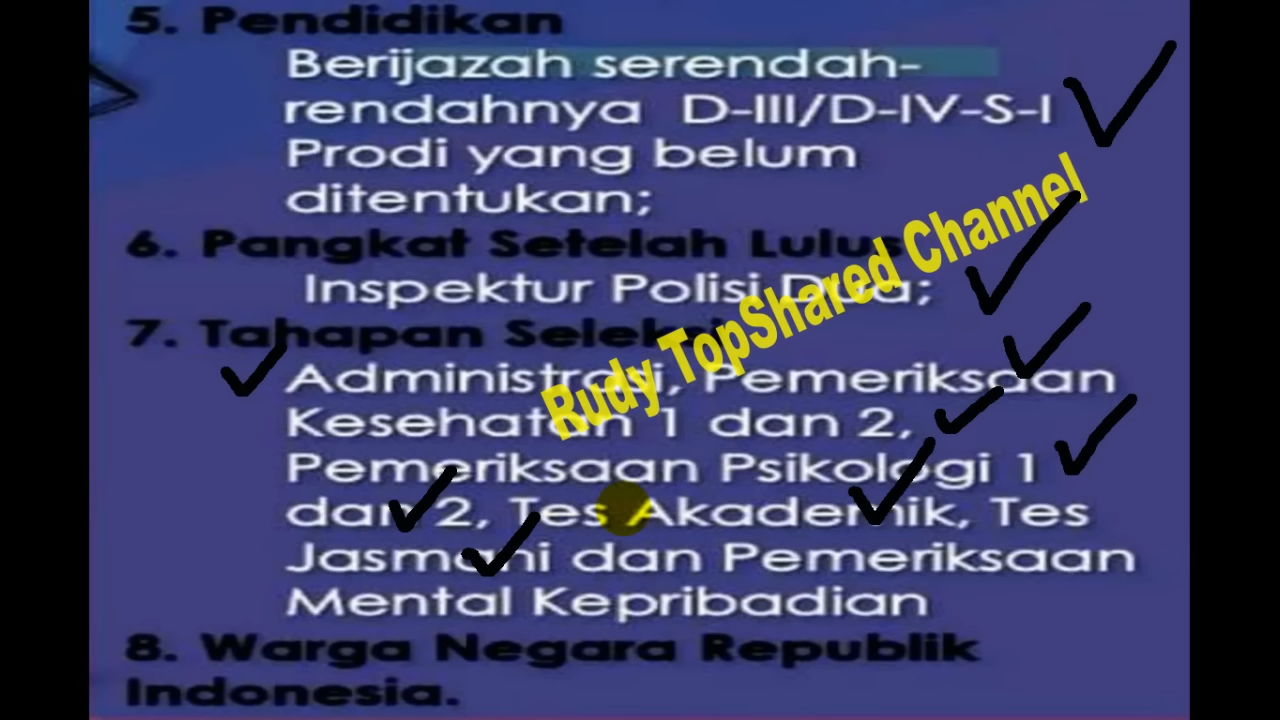 5. Pendidikan
Berijazah serendah-
rendahnya D-III/D-IV-S-I
Prodi yang belum
ditentukan;
6. Pangkat Setelah Lulus
Inspektur Polisi Dua;
7. Tahapan Seleksi
Administrasi, Pemeriksaan
Kesehatan 1 dan 2,
Pemeriksaan Psikologi 1
dan 2, Tes Akademik, Tes
Jasmani dan Pemeriksaan
Mental Kepribadian
8. Warga Negara Republik
Indonesia.
Rudy TopShared Channel